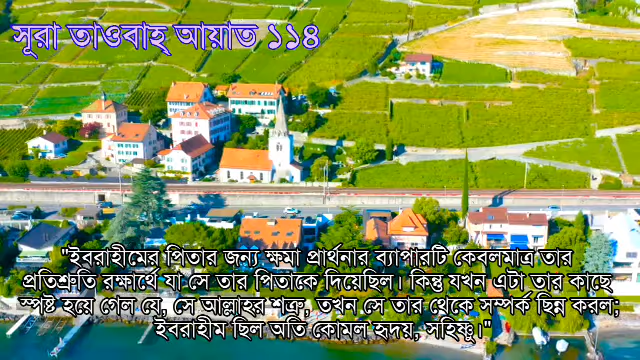 সূরা তাওবাহ্ আয়াত ১১৪
"ইবরাহীমের পিতার জন্য ক্ষমা প্রার্থনার ব্যাপারটি কেবলমাত্র তার
প্রতিশ্রুতি রক্ষার্থে যা সে তার পিতাকে দিয়েছিল। কিন্তু যখন এটা তার কাছে
স্পষ্ট হয়ে গেল যে, সে আল্লাহর শত্রু, তখন সে তার থেকে সম্পর্ক ছিন্ন করল;
ইবরাহীম ছিল অতি কোমল হৃদয়, সহিষ্ণু।"